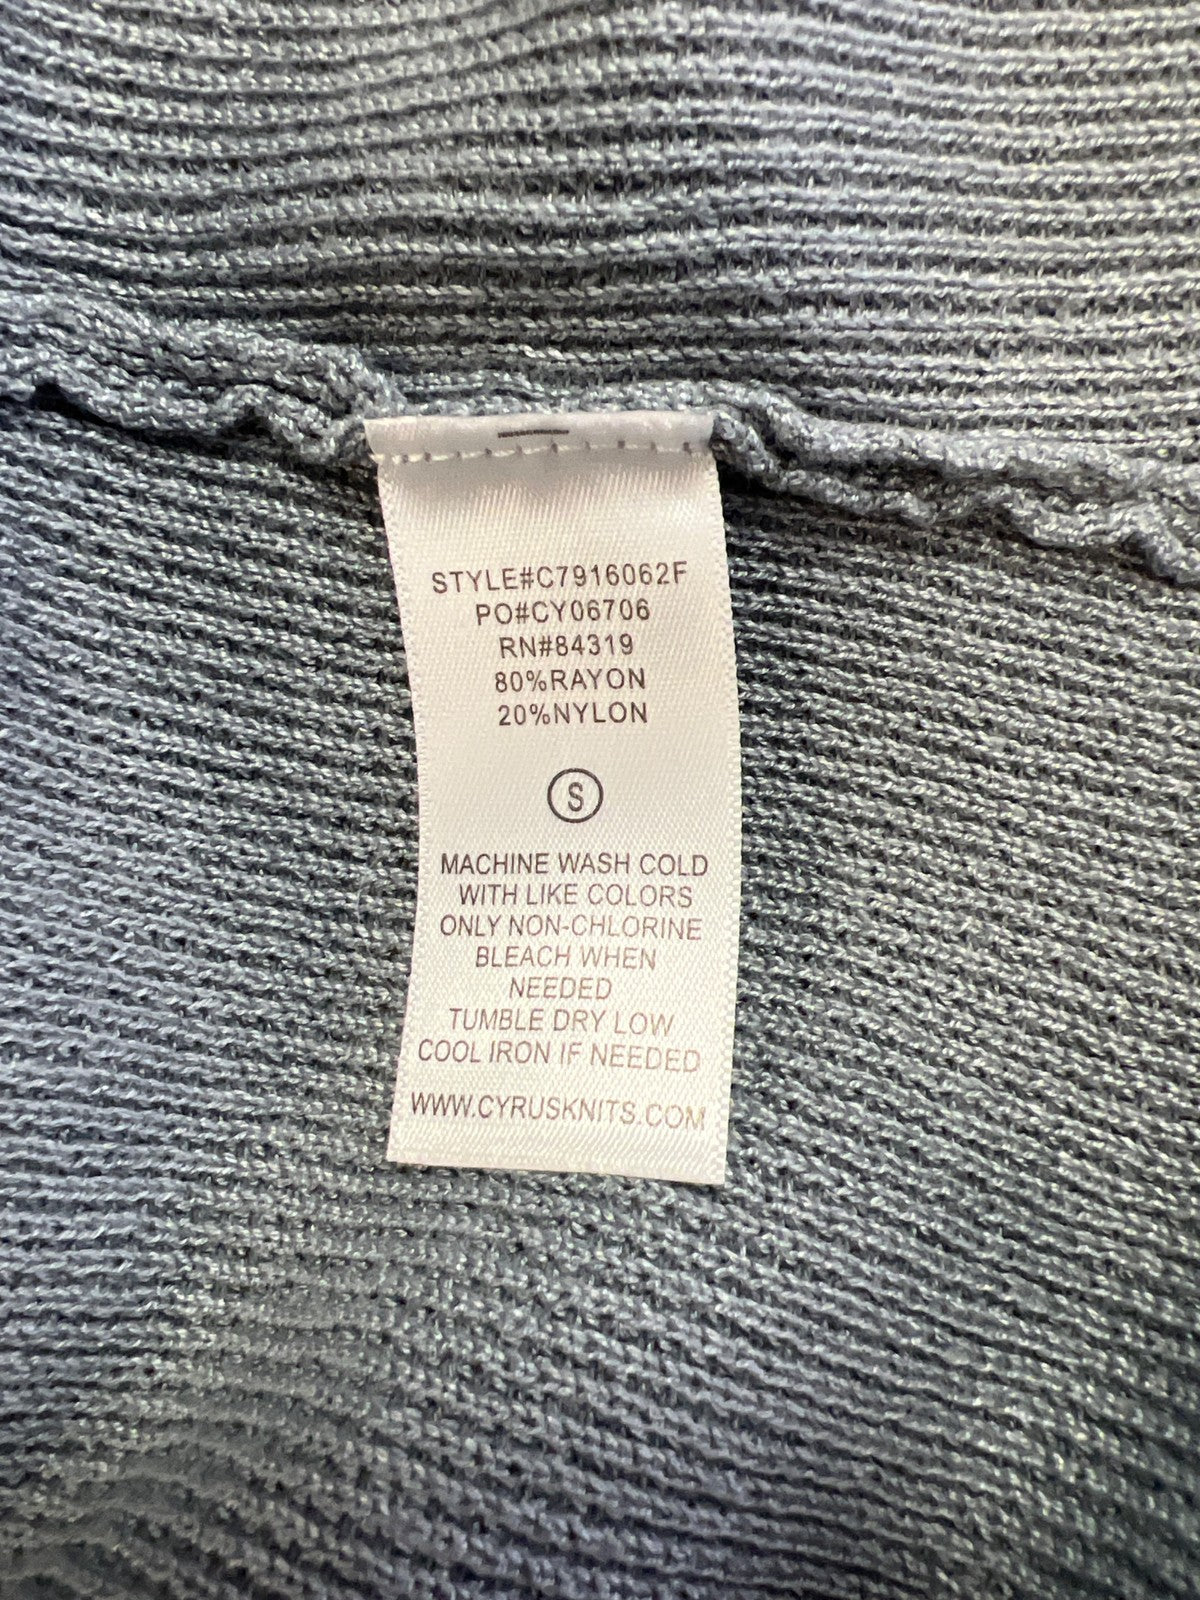 STYLE#C7916062F
PO#CY06706
RN#84319
80%RAYON
20%NYLON
S
MACHINE WASH COLD
WITH LIKE COLORS
ONLY NON-CHLORINE
BLEACH WHEN
NEEDED
TUMBLE DRY LOW
COOL IRON IF NEEDED
WWW.CYRUSKNITS.COM